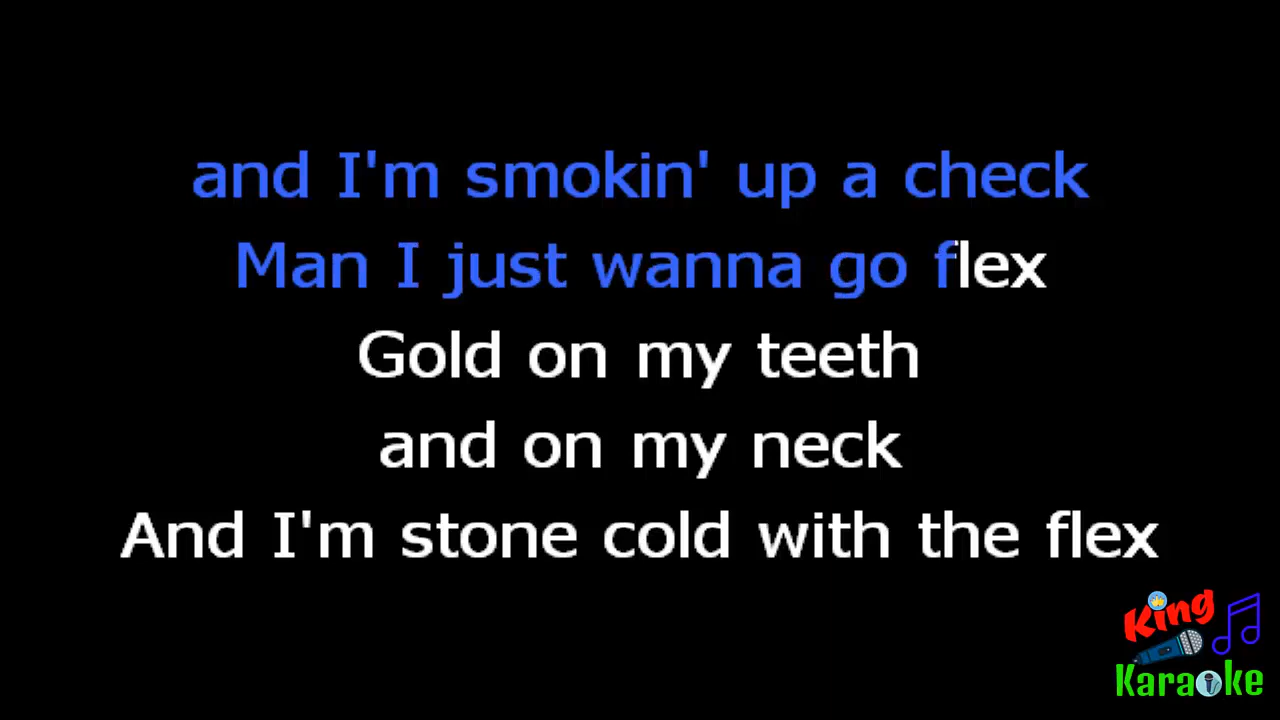 and I'm smokin' up a check
Man I just wanna go flex
Gold on my teeth
and on my neck
And I'm stone cold with the flex
King
Karaoke